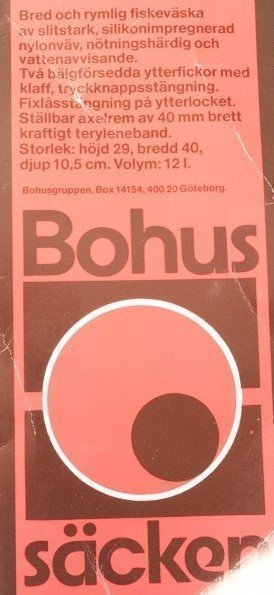 Bred och rymlig fiskeväska
av slitstark, silikonimpregnerad
nylonväv, nötningshärdig och
vattenavvisande.
Två bälgförsedda ytterfickor med
klaff, tryckknappsstängning.
Fixlåsstängning på ytterlocket.
Ställbar axelrem av 40 mm brett
kraftigt teryleneband.
Storlek: höjd 29, bredd 40,
djup 10,5 cm. Volym: 12 l.
Bohusgruppen, Box 14154, 400 20 Göteborg.
Bohus
säcken